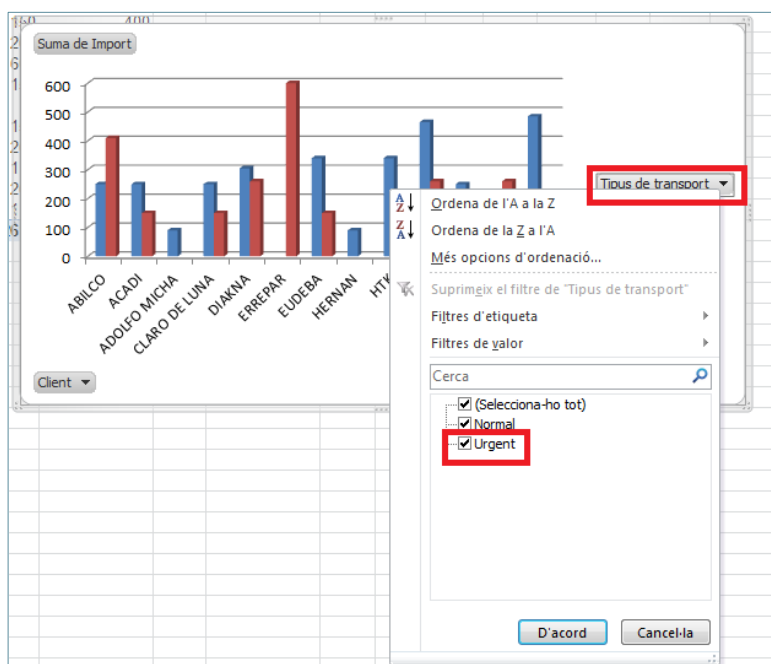 150 400
Suma de Import
600
500
400
300
200
100
0
Tipus de transport
ABILCO
ACADI
ADOLFO MICHA
CLARO DE LUNA
DIAKNA
ERREPAR
EUDEBA
HERNAN
Client
Ordena de l'A a la Z
Ordena de la Z a l'A
Més opcions d'ordenació...
Suprimeix el filtre de "Tipus de transport"
Filtres d'etiqueta
Filtres de valor
Cerca
(Selecciona-ho tot)
Normal
Urgent
D'acord Cancel·la